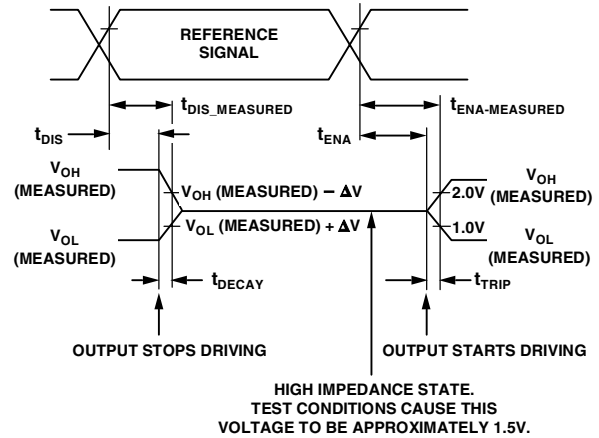 REFERENCE
SIGNAL
tDIS_MEASURED
tENA-MEASURED
tDIS
tENA
VOH
(MEASURED)
VOH (MEASURED) – ΔV
2.0V
VOH
(MEASURED)
VOL
(MEASURED)
VOL (MEASURED) + ΔV
1.0V
VOL
(MEASURED)
tDECAY
tTRIP
OUTPUT STOPS DRIVING
OUTPUT STARTS DRIVING
HIGH IMPEDANCE STATE.
TEST CONDITIONS CAUSE THIS
VOLTAGE TO BE APPROXIMATELY 1.5V.